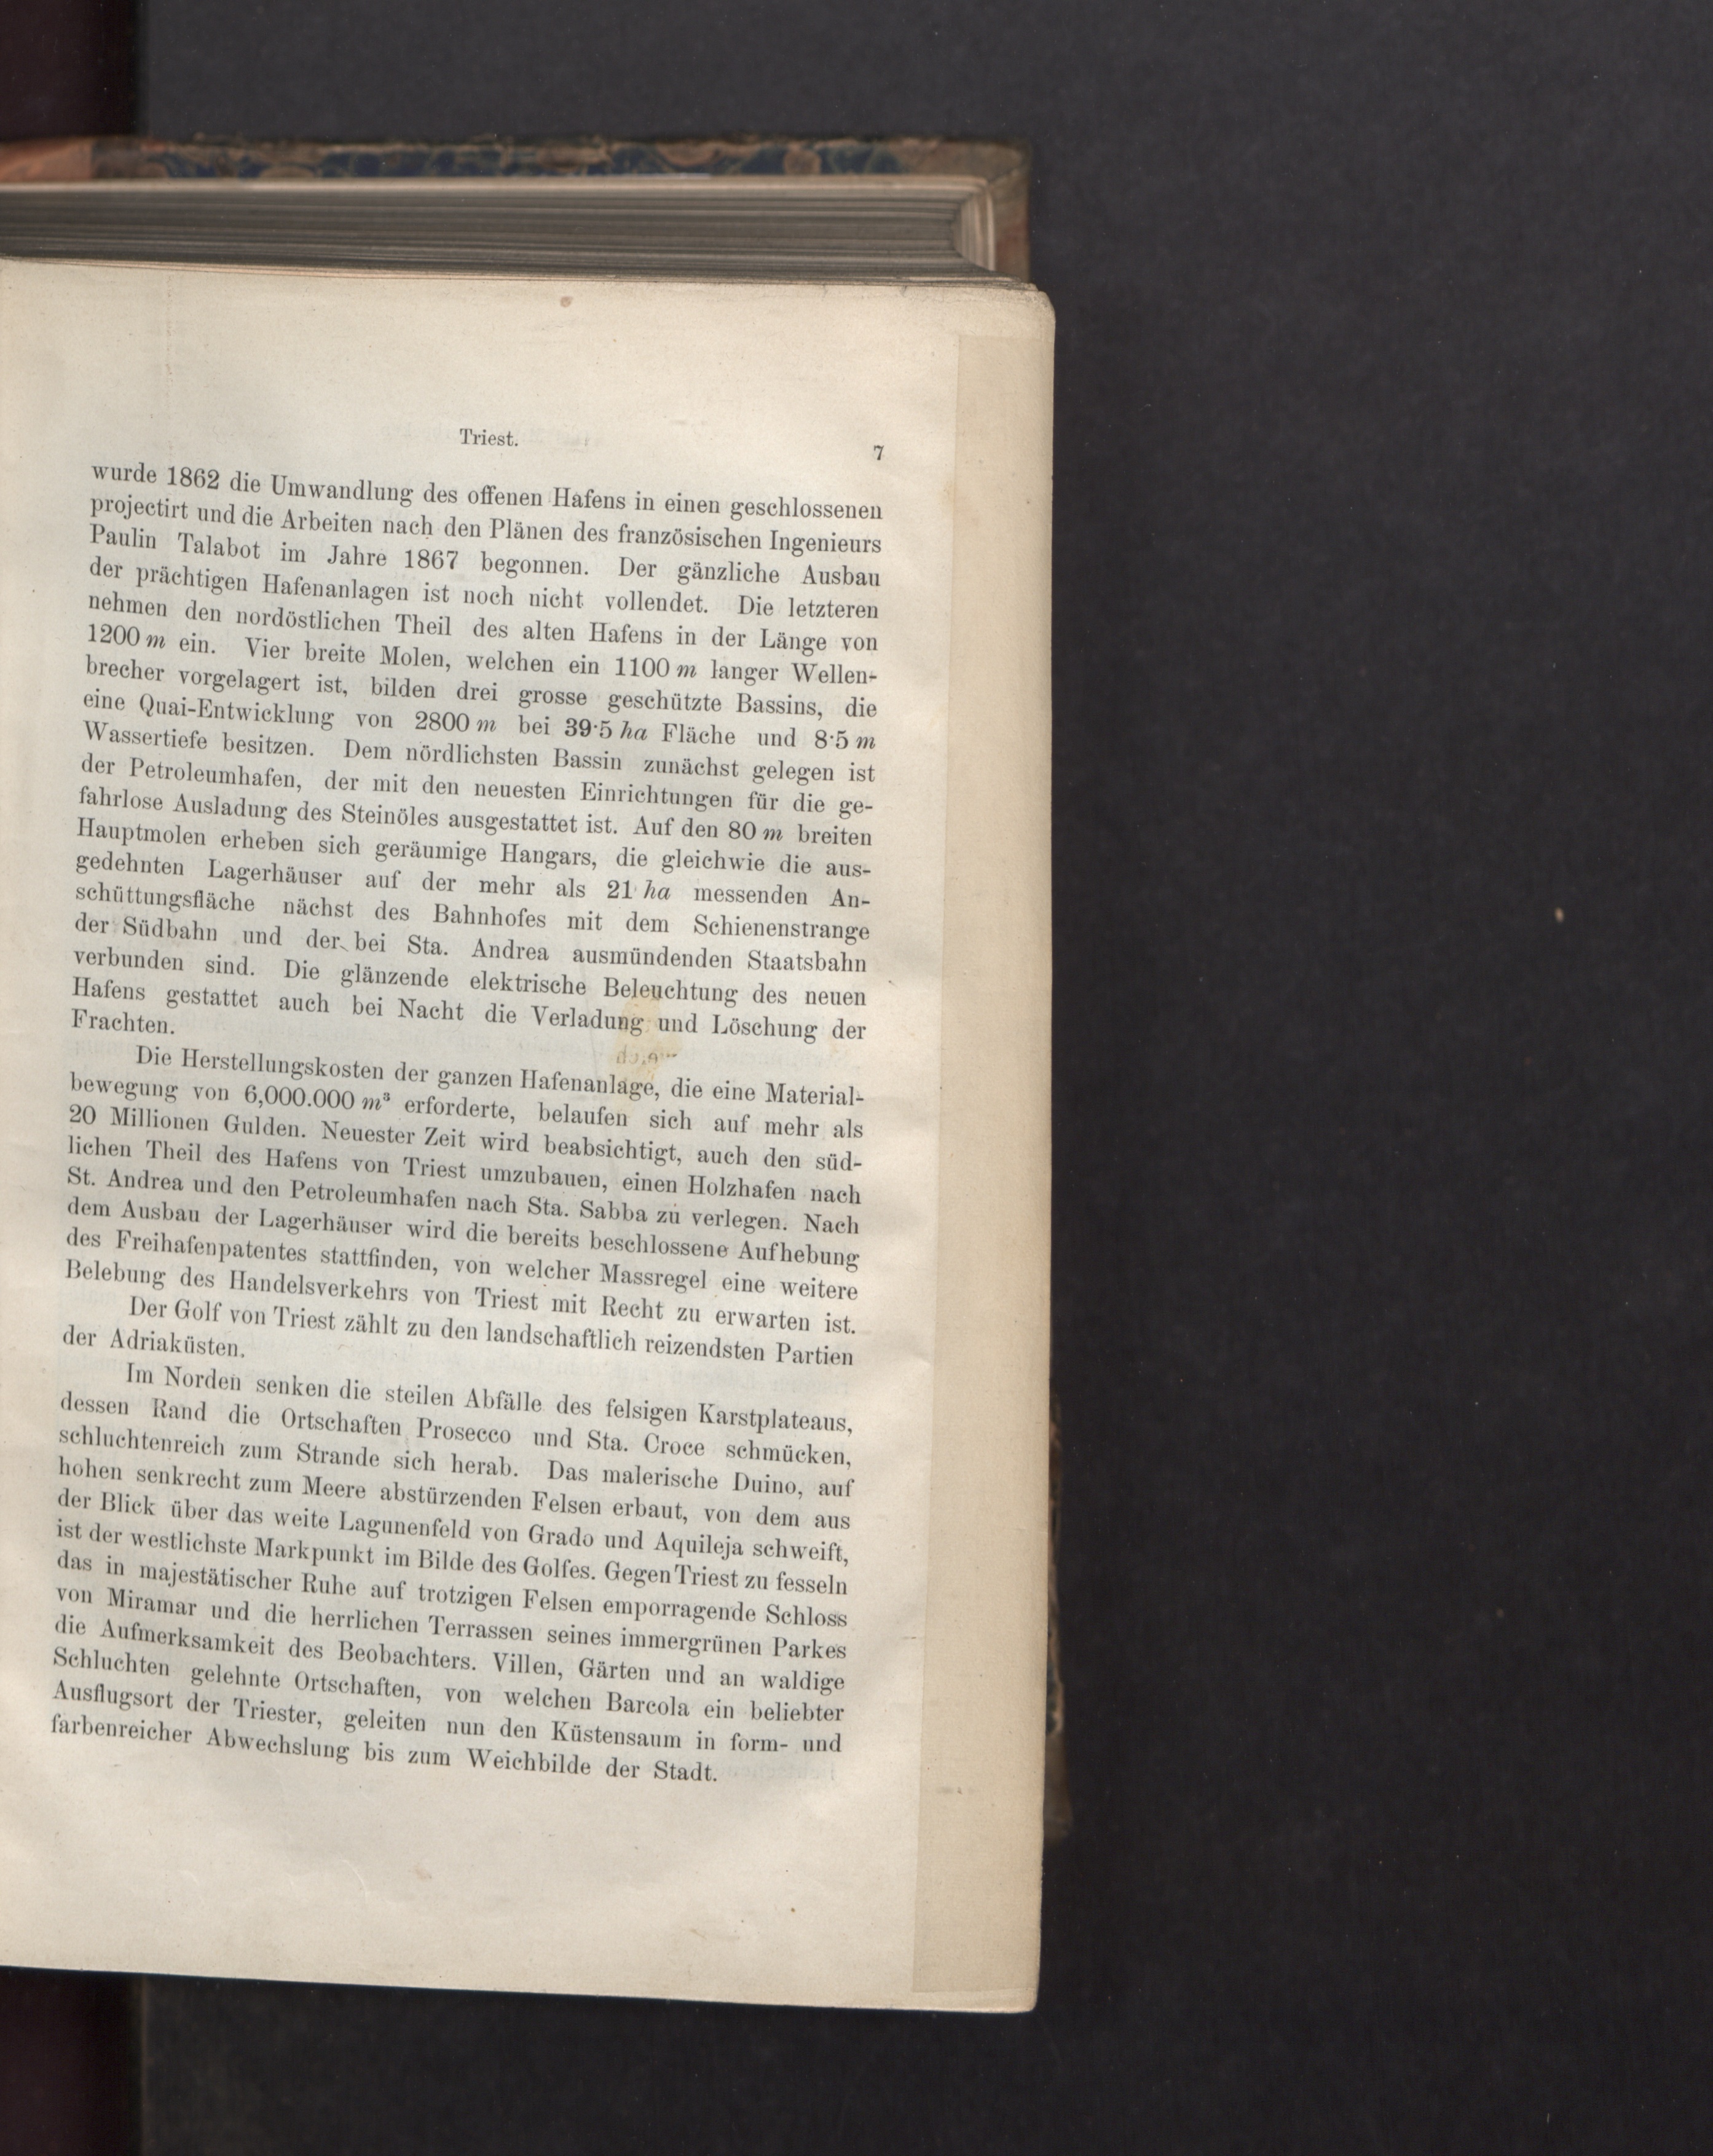 Triest.
7
wurde 1862 die Umwandlung des offenen Hafens in einen geschlossenen
projectirt und die Arbeiten nach den Plänen des französischen Ingenieurs
Paulin Talabot im Jahre 1867 begonnen. Der gänzliche Ausbau
der prächtigen Hafenanlagen ist noch nicht vollendet. Die letzteren
nehmen den nordöstlichen Theil des alten Hafens in der Länge von
1200 m ein. Vier breite Molen, welchen ein 1100 m langer Wellen-
brecher vorgelagert ist, bilden drei grosse geschützte Bassins, die
eine Quai-Entwicklung von 2800 m bei 39·5 ha Fläche und 8·5 m
Wassertiefe besitzen. Dem nördlichsten Bassin zunächst gelegen ist
der Petroleumhafen, der mit den neuesten Einrichtungen für die ge-
fahrlose Ausladung des Steinöles ausgestattet ist. Auf den 80 m breiten
Hauptmolen erheben sich geräumige Hangars, die gleichwie die aus-
gedehnten Lagerhäuser auf der mehr als 21 ha messenden An-
schüttungsfläche nächst des Bahnhofes mit dem Schienenstrange
der Südbahn und der bei Sta. Andrea ausmündenden Staatsbahn
verbunden sind. Die glänzende elektrische Beleuchtung des neuen
Hafens gestattet auch bei Nacht die Verladung und Löschung der
Frachten.
Die Herstellungskosten der ganzen Hafenanlage, die eine Material-
bewegung von 6,000.000 m³ erforderte, belaufen sich auf mehr als
20 Millionen Gulden. Neuester Zeit wird beabsichtigt, auch den süd-
lichen Theil des Hafens von Triest umzubauen, einen Holzhafen nach
St. Andrea und den Petroleumhafen nach Sta. Sabba zu verlegen. Nach
dem Ausbau der Lagerhäuser wird die bereits beschlossene Aufhebung
des Freihafenpatentes stattfinden, von welcher Massregel eine weitere
Belebung des Handelsverkehrs von Triest mit Recht zu erwarten ist.
Der Golf von Triest zählt zu den landschaftlich reizendsten Partien
der Adriaküsten.
Im Norden senken die steilen Abfälle des felsigen Karstplateaus,
dessen Rand die Ortschaften Prosecco und Sta. Croce schmücken,
schluchtenreich zum Strande sich herab. Das malerische Duino, auf
hohen senkrecht zum Meere abstürzenden Felsen erbaut, von dem aus
der Blick über das weite Lagunenfeld von Grado und Aquileja schweift,
ist der westlichste Markpunkt im Bilde des Golfes. Gegen Triest zu fesseln
das in majestätischer Ruhe auf trotzigen Felsen emporragende Schloss
von Miramar und die herrlichen Terrassen seines immergrünen Parkes
die Aufmerksamkeit des Beobachters. Villen, Gärten und an waldige
Schluchten gelehnte Ortschaften, von welchen Barcola ein beliebter
Ausflugsort der Triester, geleiten nun den Küstensaum in form- und
farbenreicher Abwechslung bis zum Weichbilde der Stadt.